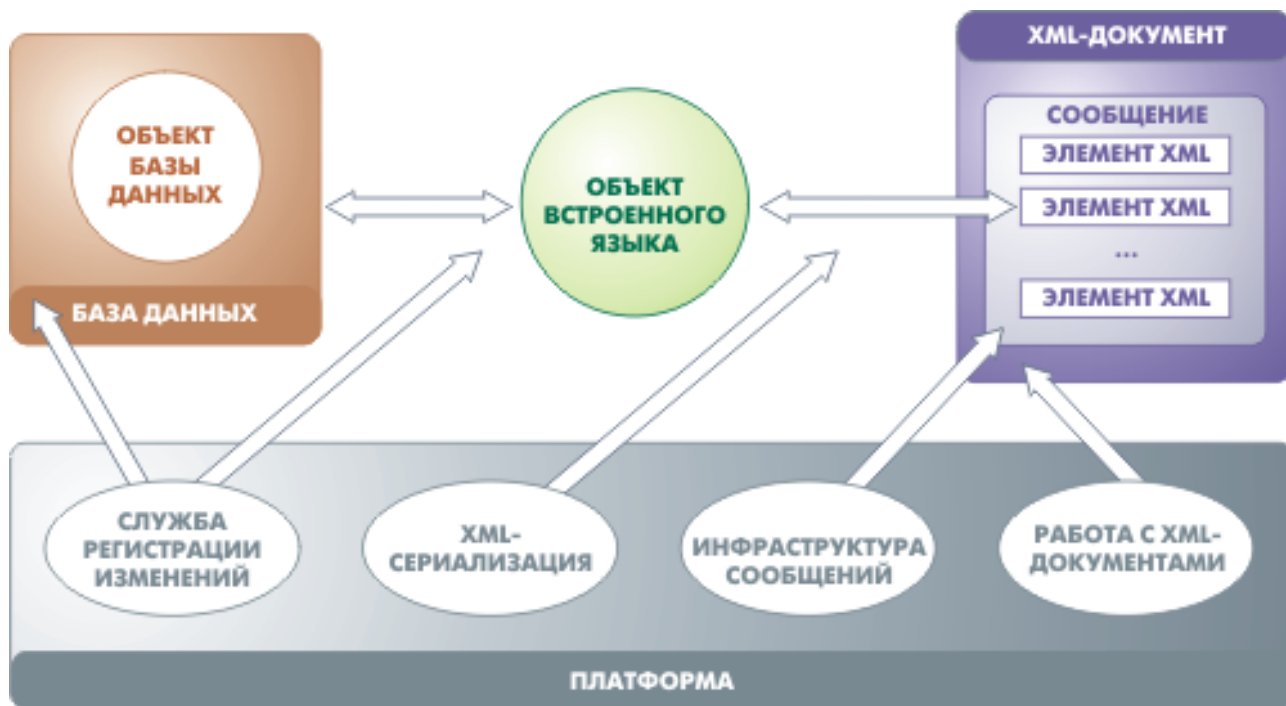 XML-ДОКУМЕНТ
СООБЩЕНИЕ
ЭЛЕМЕНТ XML
ЭЛЕМЕНТ XML
...
ЭЛЕМЕНТ XML
ОБЪЕКТ
БАЗЫ
ДАННЫХ
БАЗА ДАННЫХ
ОБЪЕКТ
ВСТРОЕННОГО
ЯЗЫКА
СЛУЖБА
РЕГИСТРАЦИИ
ИЗМЕНЕНИЙ
XML-
СЕРИАЛИЗАЦИЯ
ИНФРАСТРУКТУРА
СООБЩЕНИЙ
РАБОТА С XML-
ДОКУМЕНТАМИ
ПЛАТФОРМА